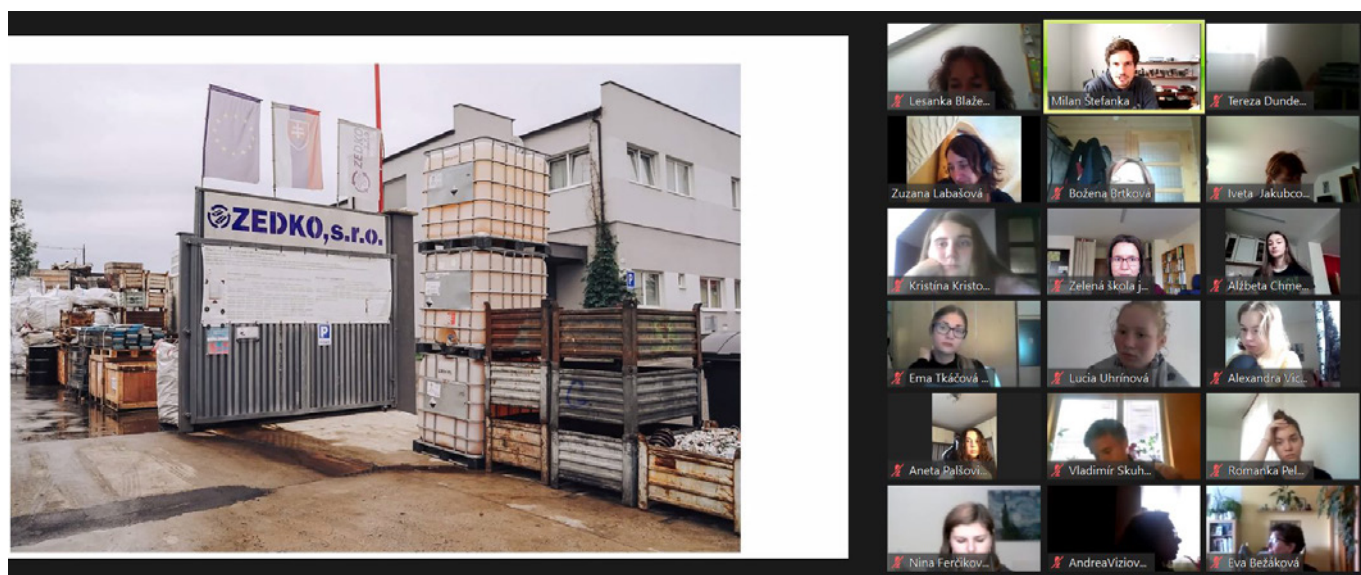 ZEDKO
ZEDKO, s.r.o.
P
P
Lesanka Blaže...
Milan Štefanka
Tereza Dunde...
Zuzana Labašová
Božena Brtková
Iveta Jakubco...
Kristína Kristo...
Zelená škola j...
Alžbeta Chme...
Ema Tkáčová ...
Lucia Uhrínová
Alexandra Vic...
Aneta Palšovi...
Vladimír Skuh...
Romanka Pel...
Nina Ferčikov...
AndreaViziov...
Eva Bežáková